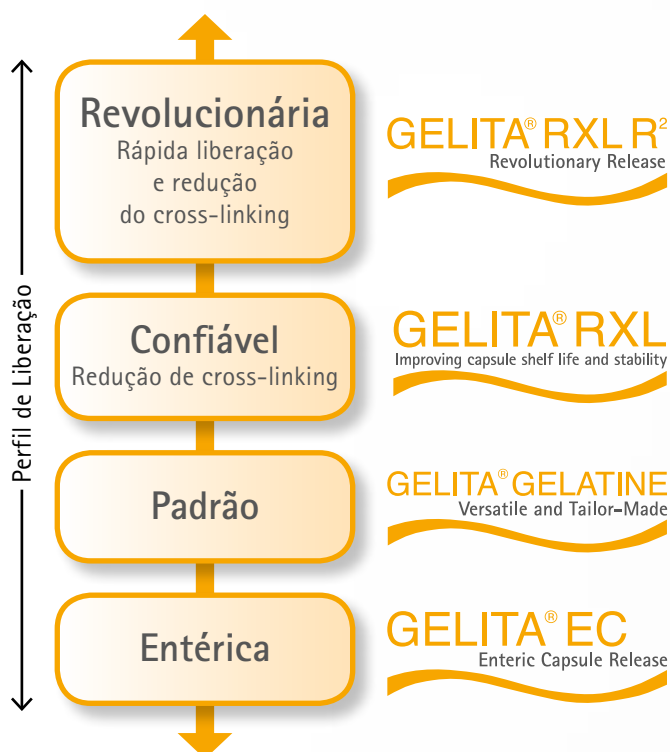 Perfil de Liberação
Revolucionária
Rápida liberação
e redução
do cross-linking
GELITA® RXL R²
Revolutionary Release
Confiável
Redução de cross-linking
GELITA® RXL
Improving capsule shelf life and stability
Padrão
GELITA® GELATINE
Versatile and Tailor-Made
Entérica
GELITA® EC
Enteric Capsule Release